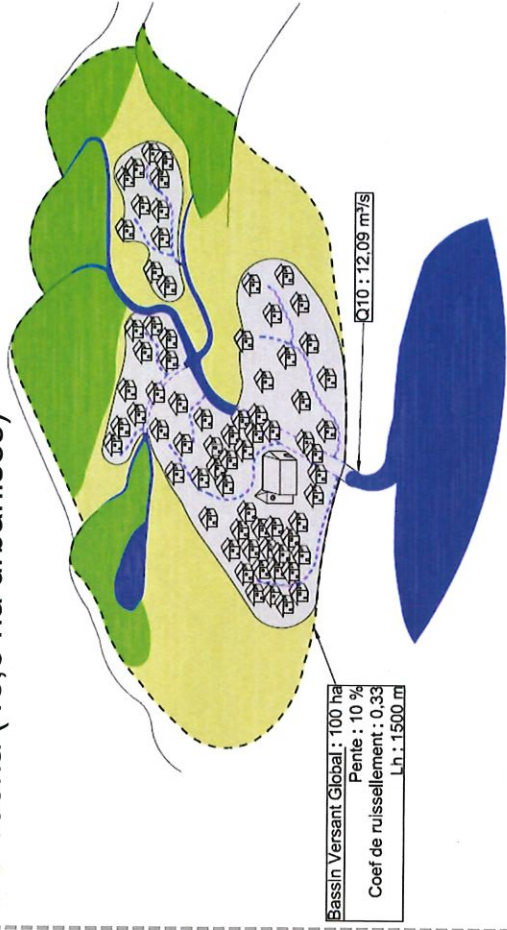 Q10 : 12,09 m³/s
Bassin Versant Global : 100 ha
Pente : 10 %
Coef de ruissellement : 0,33
Lh : 1500 m